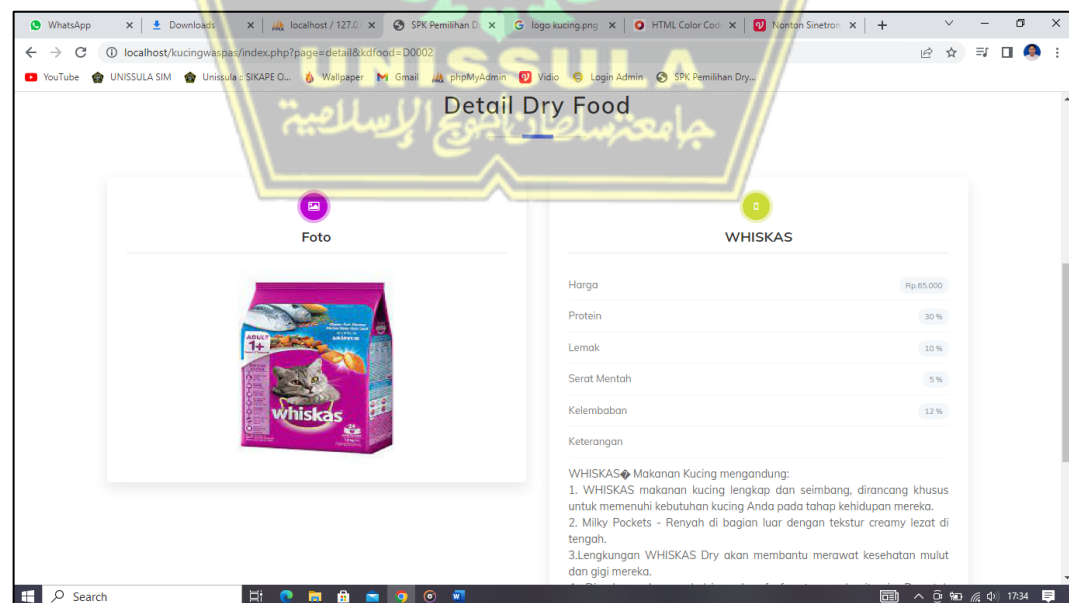 WhatsApp
Downloads
localhost / 127.0.
SPK Pemilihan D
logo kucing.png
HTML Color Cod
Nonton Sinetron
localhost/kucingwaspas/index.php?page=detail&kdfood=D0002
YouTube
UNISSULA SIM
Unissula :: SIKAPE O...
Wallpaper
Gmail
phpMyAdmin
Vidio
Login Admin
SPK Pemilihan Dry...
UNISSULA
Detail Dry Food
جامعتسلطان أجونج الإسلامية
Foto
WHISKAS
Harga Rp.65.000
Protein 30 %
Lemak 10 %
Serat Mentah 5 %
Kelembaban 12 %
Keterangan
ADULT
1+
whiskas
WHISKAS� Makanan Kucing mengandung:
1. WHISKAS makanan kucing lengkap dan seimbang, dirancang khusus
untuk memenuhi kebutuhan kucing Anda pada tahap kehidupan mereka.
2. Milky Pockets - Renyah di bagian luar dengan tekstur creamy lezat di
tengah.
3.Lengkungan WHISKAS Dry akan membantu merawat kesehatan mulut
dan gigi mereka.
Search
17:34